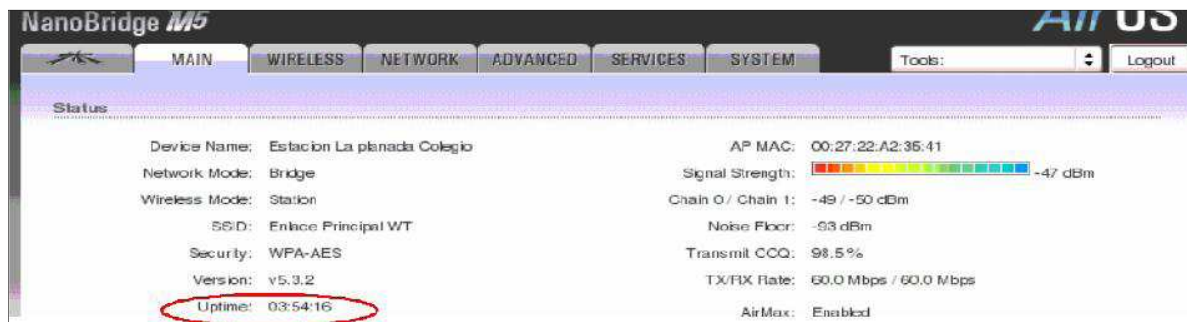 NanoBridge M5
Air OS
MAIN WIRELESS NETWORK ADVANCED SERVICES SYSTEM Tools: Logout
Status
Device Name: Estacion La planada Colegio
Network Mode: Bridge
Wireless Mode: Station
SSID: Enlace Principal WT
Security: WPA-AES
Version: v5.3.2
Uptime: 03:54:16
AP MAC: 00:27:22:A2:35:41
Signal Strength: -47 dBm
Chain 0 / Chain 1: -49 / -50 dBm
Noise Floor: -93 dBm
Transmit CCQ: 98.5 %
TX/RX Rate: 60.0 Mbps / 60.0 Mbps
AirMax: Enabled